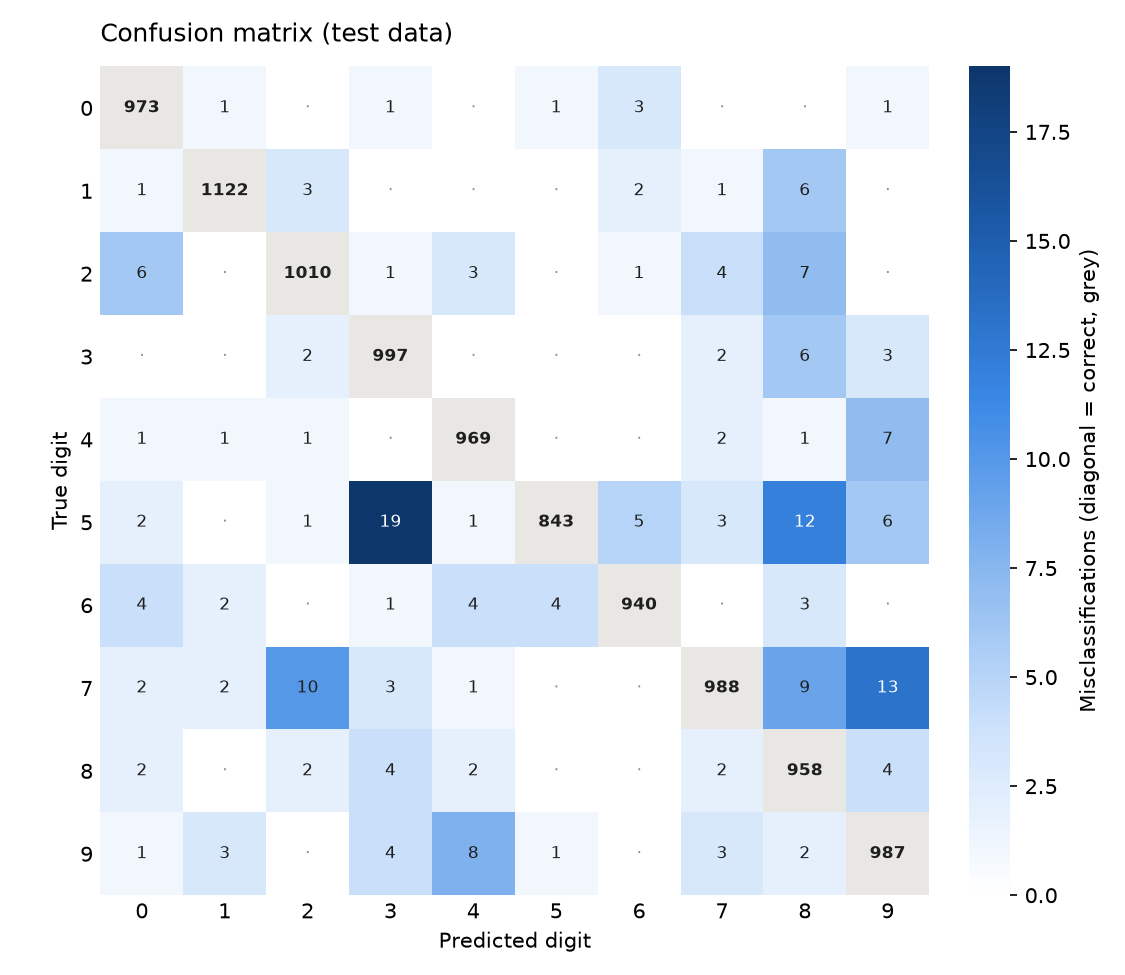 Confusion matrix (test data)
0 973 1 · 1 · 1 3 · · 1
1 1 1122 3 · · · 2 1 6 ·
2 6 · 1010 1 3 · 1 4 7 ·
3 · · 2 997 · · · 2 6 3
4 1 1 1 · 969 · · 2 1 7
5 2 · 1 19 1 843 5 3 12 6
6 4 2 · 1 4 4 940 · 3 ·
7 2 2 10 3 1 · · 988 9 13
8 2 · 2 4 2 · · 2 958 4
9 1 3 · 4 8 1 · 3 2 987
0 1 2 3 4 5 6 7 8 9
Predicted digit
True digit
17.5
15.0
12.5
10.0
7.5
5.0
2.5
0.0
Misclassifications (diagonal = correct, grey)